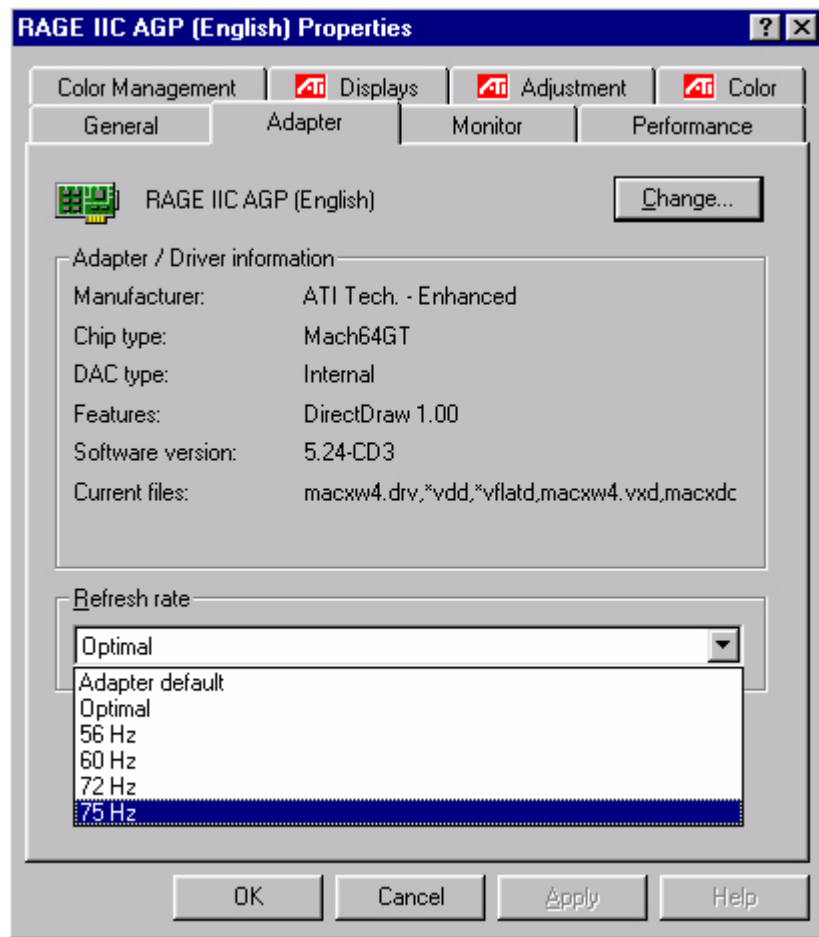 RAGE IIC AGP (English) Properties
Color Management ATI Displays ATI Adjustment ATI Color
General Adapter Monitor Performance
RAGE IIC AGP (English) Change...
Adapter / Driver information
Manufacturer: ATI Tech. - Enhanced
Chip type: Mach64GT
DAC type: Internal
Features: DirectDraw 1.00
Software version: 5.24-CD3
Current files: macxw4.drv,*vdd,*vflatd,macxw4.vxd,macxdc
Refresh rate
Optimal
Adapter default
Optimal
56 Hz
60 Hz
72 Hz
75 Hz
OK Cancel Apply Help